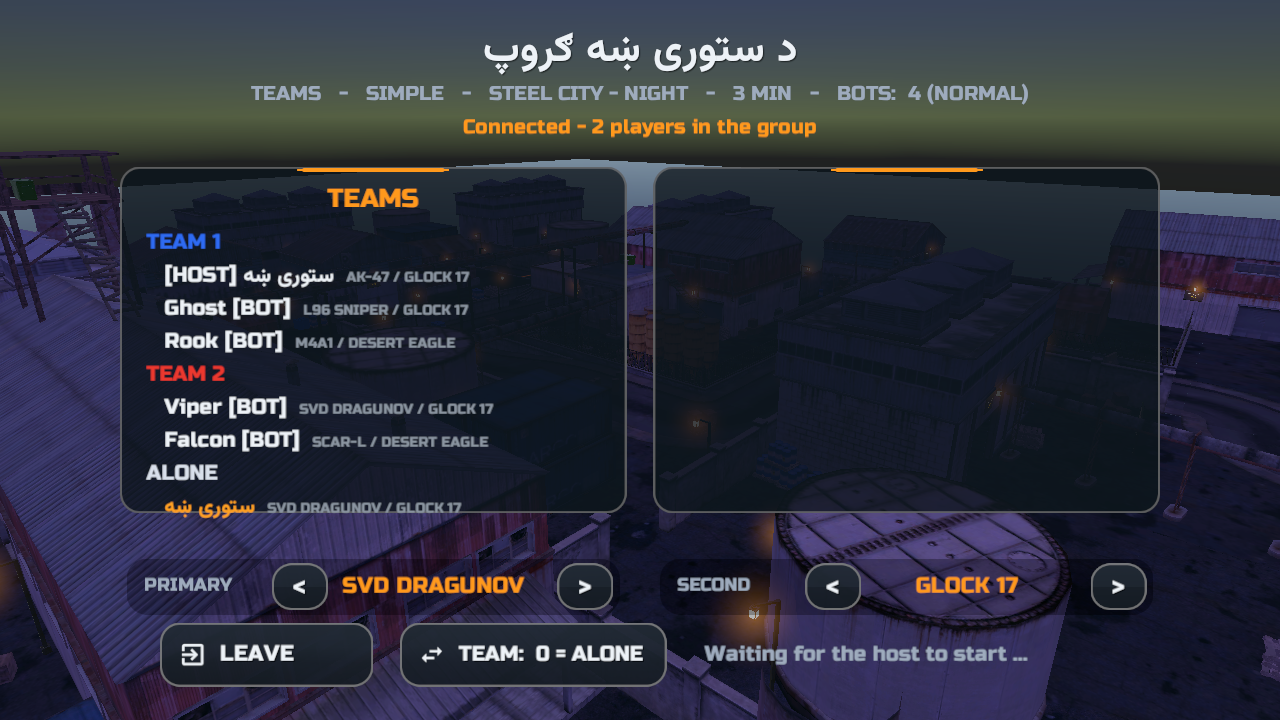 د ستوری ښه ګروپ
TEAMS - SIMPLE - STEEL CITY - NIGHT - 3 MIN - BOTS: 4 (NORMAL)
Connected - 2 players in the group
TEAMS
TEAM 1
[HOST] ستوری ښه AK-47 / GLOCK 17
Ghost [BOT] L96 SNIPER / GLOCK 17
Rook [BOT] M4A1 / DESERT EAGLE
TEAM 2
Viper [BOT] SVD DRAGUNOV / GLOCK 17
Falcon [BOT] SCAR-L / DESERT EAGLE
ALONE
ستوری ښه SVD DRAGUNOV / GLOCK 17
PRIMARY < SVD DRAGUNOV > SECOND < GLOCK 17 >
LEAVE TEAM: 0 = ALONE Waiting for the host to start ...